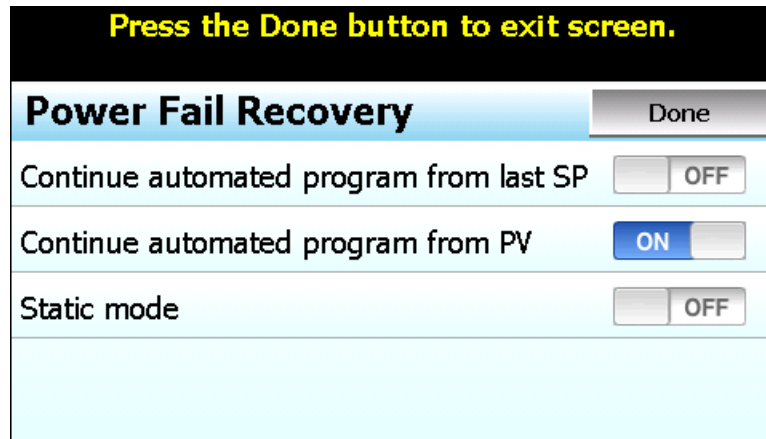 Press the Done button to exit screen.
Power Fail Recovery
Done
Continue automated program from last SP
OFF
Continue automated program from PV
ON
Static mode
OFF